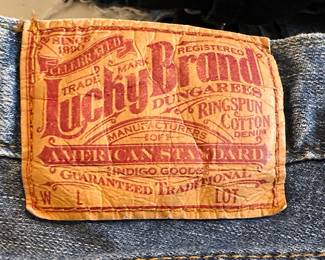 SINCE
1990
CELEBRATED
REGISTERED
TRADE MARK
Lucky Brand
DUNGAREES
RINGSPUN
COTTON
DENIM
MANUFACTURERS
OF
AMERICAN STANDARD
INDIGO GOODS
GUARANTEED TRADITIONAL
W L LOT